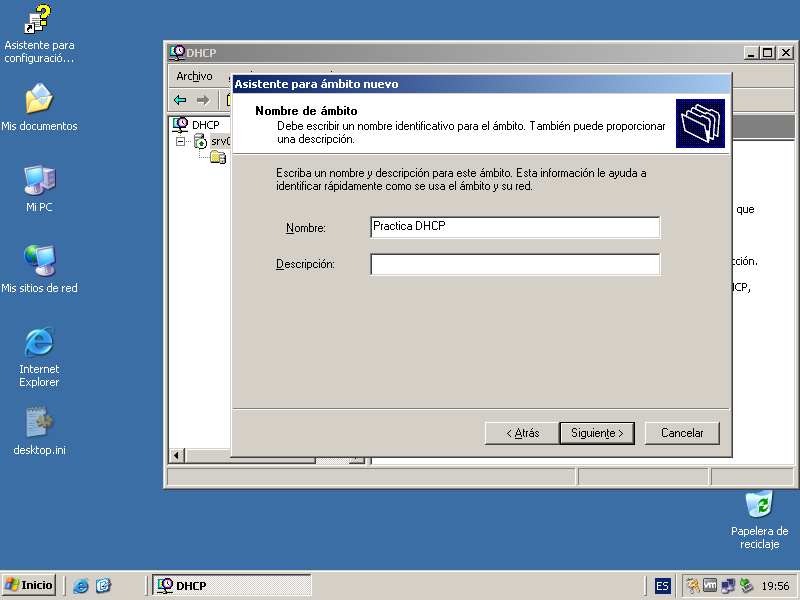 Asistente para
configuració...
Mis documentos
Mi PC
Mis sitios de red
Internet
Explorer
desktop.ini
Papelera de
reciclaje
DHCP
Archivo
DHCP
srv
Asistente para ámbito nuevo
Nombre de ámbito
Debe escribir un nombre identificativo para el ámbito. También puede proporcionar
una descripción.
Escriba un nombre y descripción para este ámbito. Esta información le ayuda a
identificar rápidamente como se usa el ámbito y su red.
Nombre:
Practica DHCP
Descripción:
< Atrás
Siguiente >
Cancelar
que
cción.
HCP,
Inicio
DHCP
ES
19:56